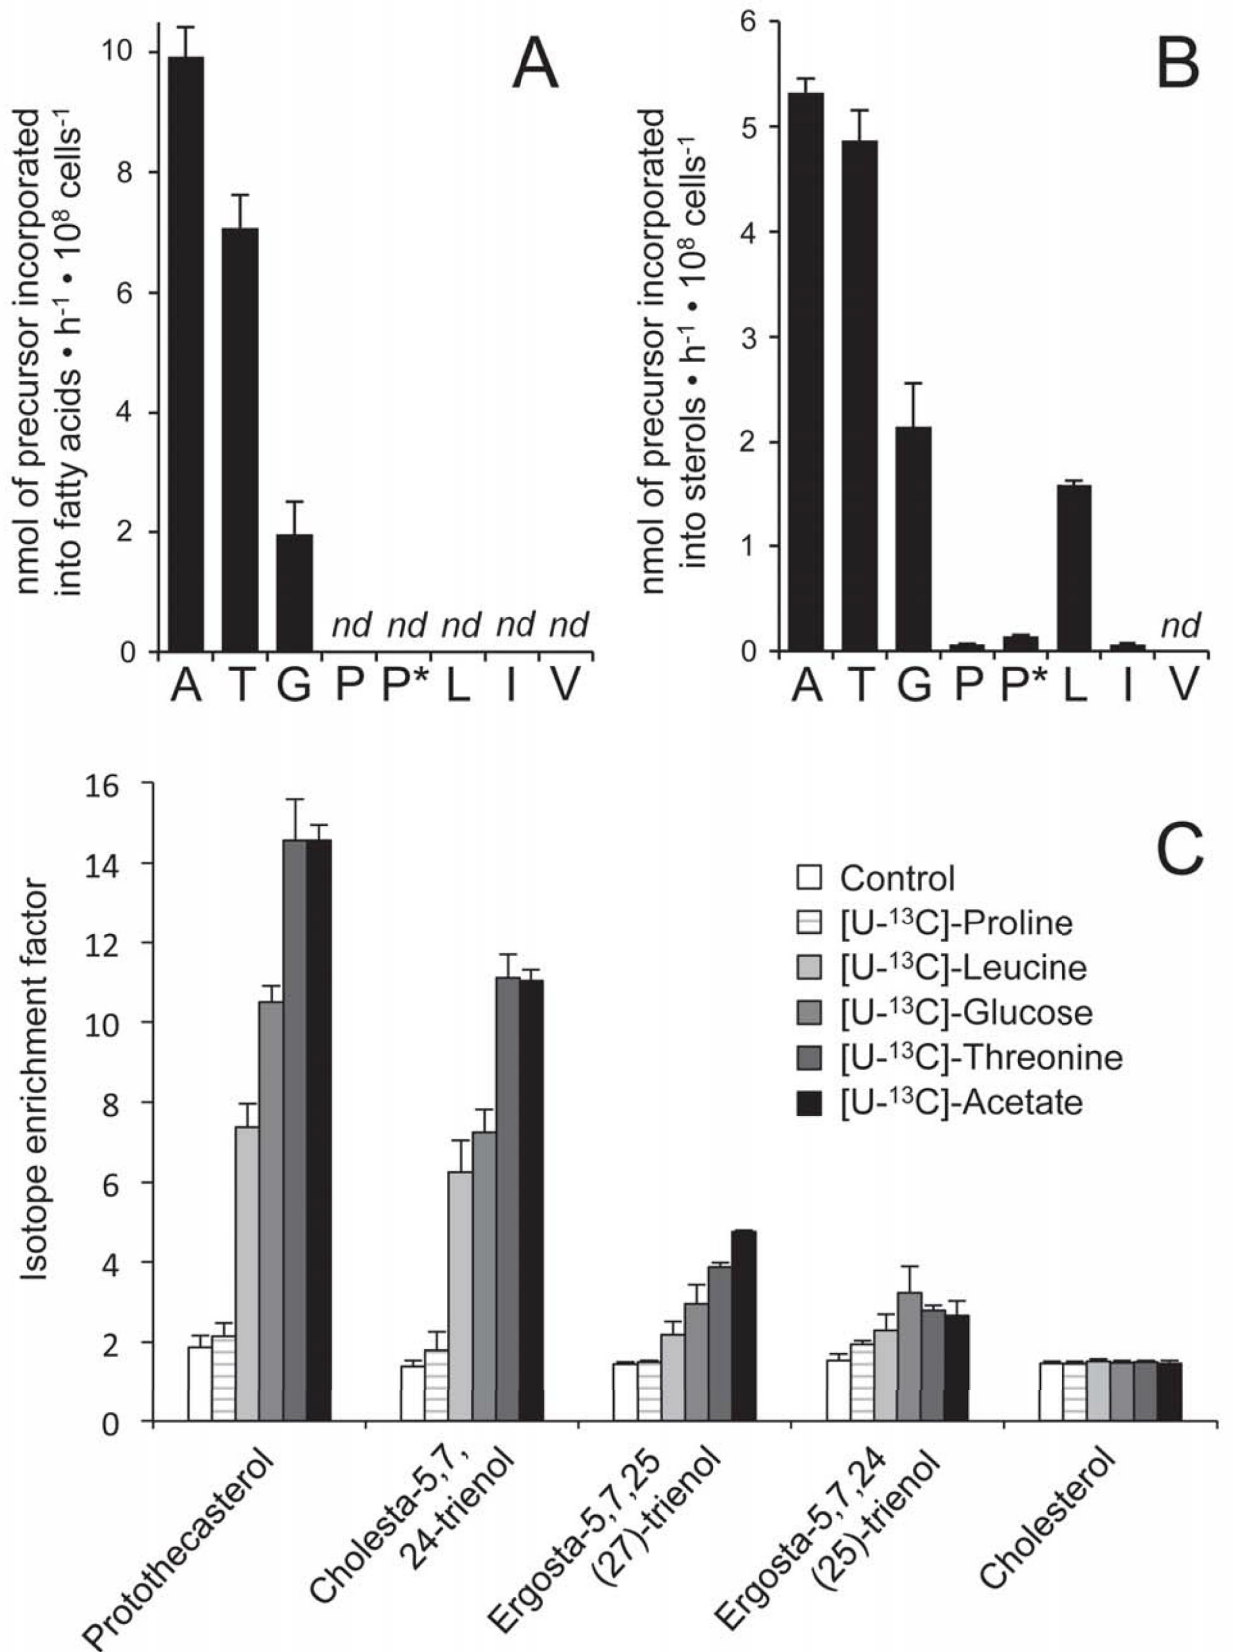 A
nmol of precursor incorporated
into fatty acids • h⁻¹ • 10⁸ cells⁻¹
10
8
6
4
2
0
nd nd nd nd nd
A T G P P* L I V
B
nmol of precursor incorporated
into sterols • h⁻¹ • 10⁸ cells⁻¹
6
5
4
3
2
1
0
nd
A T G P P* L I V
C
Isotope enrichment factor
16
14
12
10
8
6
4
2
0
Control
[U-¹³C]-Proline
[U-¹³C]-Leucine
[U-¹³C]-Glucose
[U-¹³C]-Threonine
[U-¹³C]-Acetate
Protothecasterol
Cholesta-5,7,
24-trienol
Ergosta-5,7,25
(27)-trienol
Ergosta-5,7,24
(25)-trienol
Cholesterol